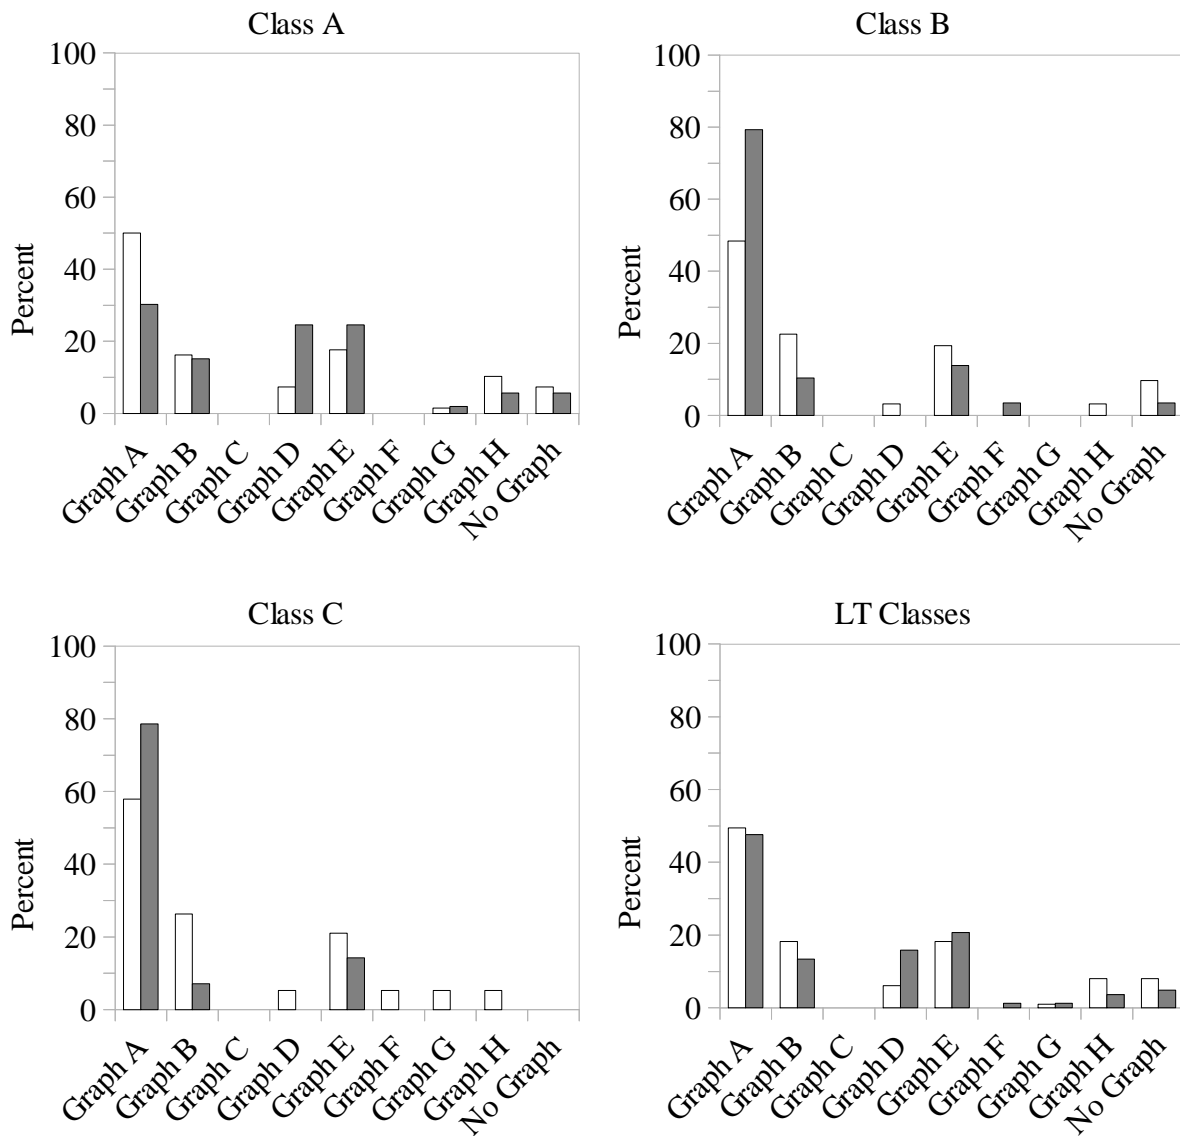 Class A
100
80
60
40
20
0
Percent
Graph A
Graph B
Graph C
Graph D
Graph E
Graph F
Graph G
Graph H
No Graph
Class B
100
80
60
40
20
0
Percent
Graph A
Graph B
Graph C
Graph D
Graph E
Graph F
Graph G
Graph H
No Graph
Class C
100
80
60
40
20
0
Percent
Graph A
Graph B
Graph C
Graph D
Graph E
Graph F
Graph G
Graph H
No Graph
LT Classes
100
80
60
40
20
0
Percent
Graph A
Graph B
Graph C
Graph D
Graph E
Graph F
Graph G
Graph H
No Graph